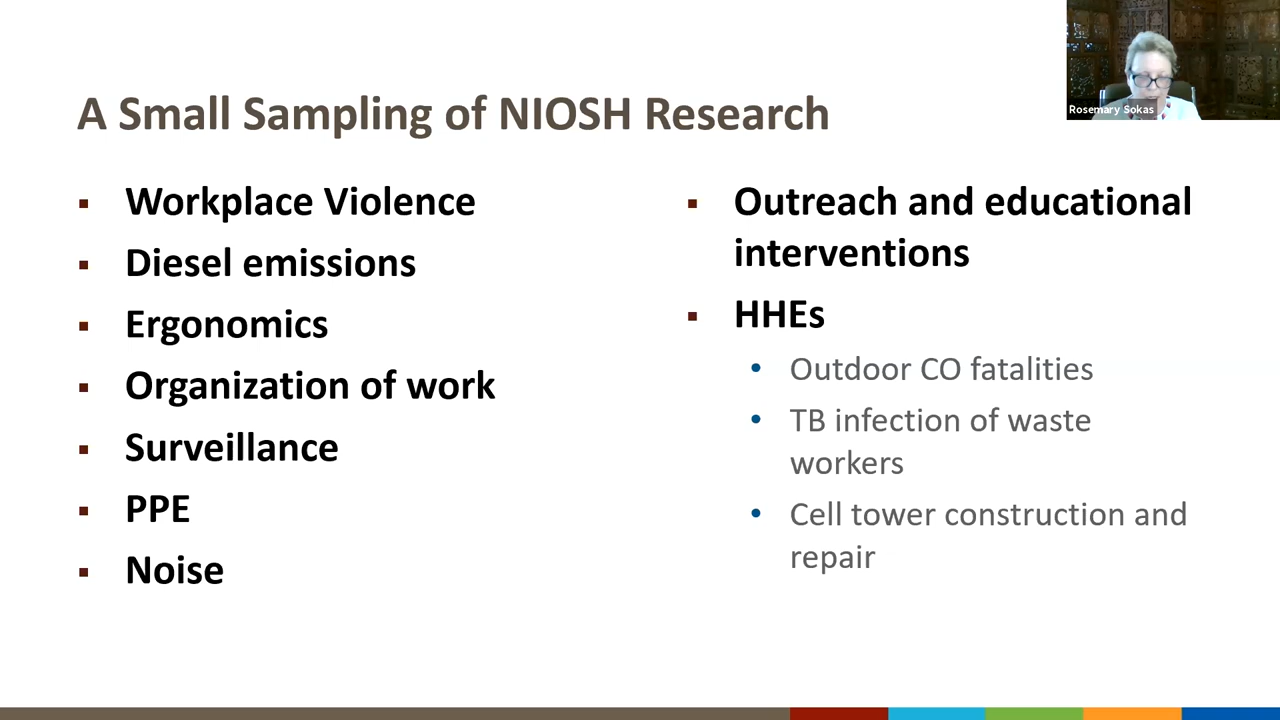 A Small Sampling of NIOSH Research
Rosemary Sokas
Workplace Violence
Diesel emissions
Ergonomics
Organization of work
Surveillance
PPE
Noise
Outreach and educational
interventions
HHEs
Outdoor CO fatalities
TB infection of waste
workers
Cell tower construction and
repair